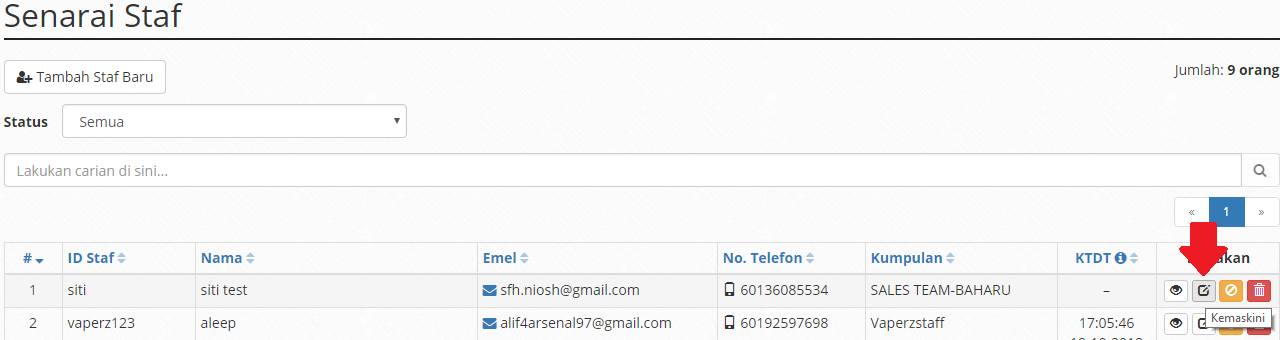 Senarai Staf
Tambah Staf Baru
Jumlah: 9 orang
Status Semua
Lakukan carian di sini...
« 1 »
# ID Staf Nama Emel No. Telefon Kumpulan KTDT akan
1 siti siti test sfh.niosh@gmail.com 60136085534 SALES TEAM-BAHARU –
2 vaperz123 aleep alif4arsenal97@gmail.com 60192597698 Vaperzstaff 17:05:46
Kemaskini